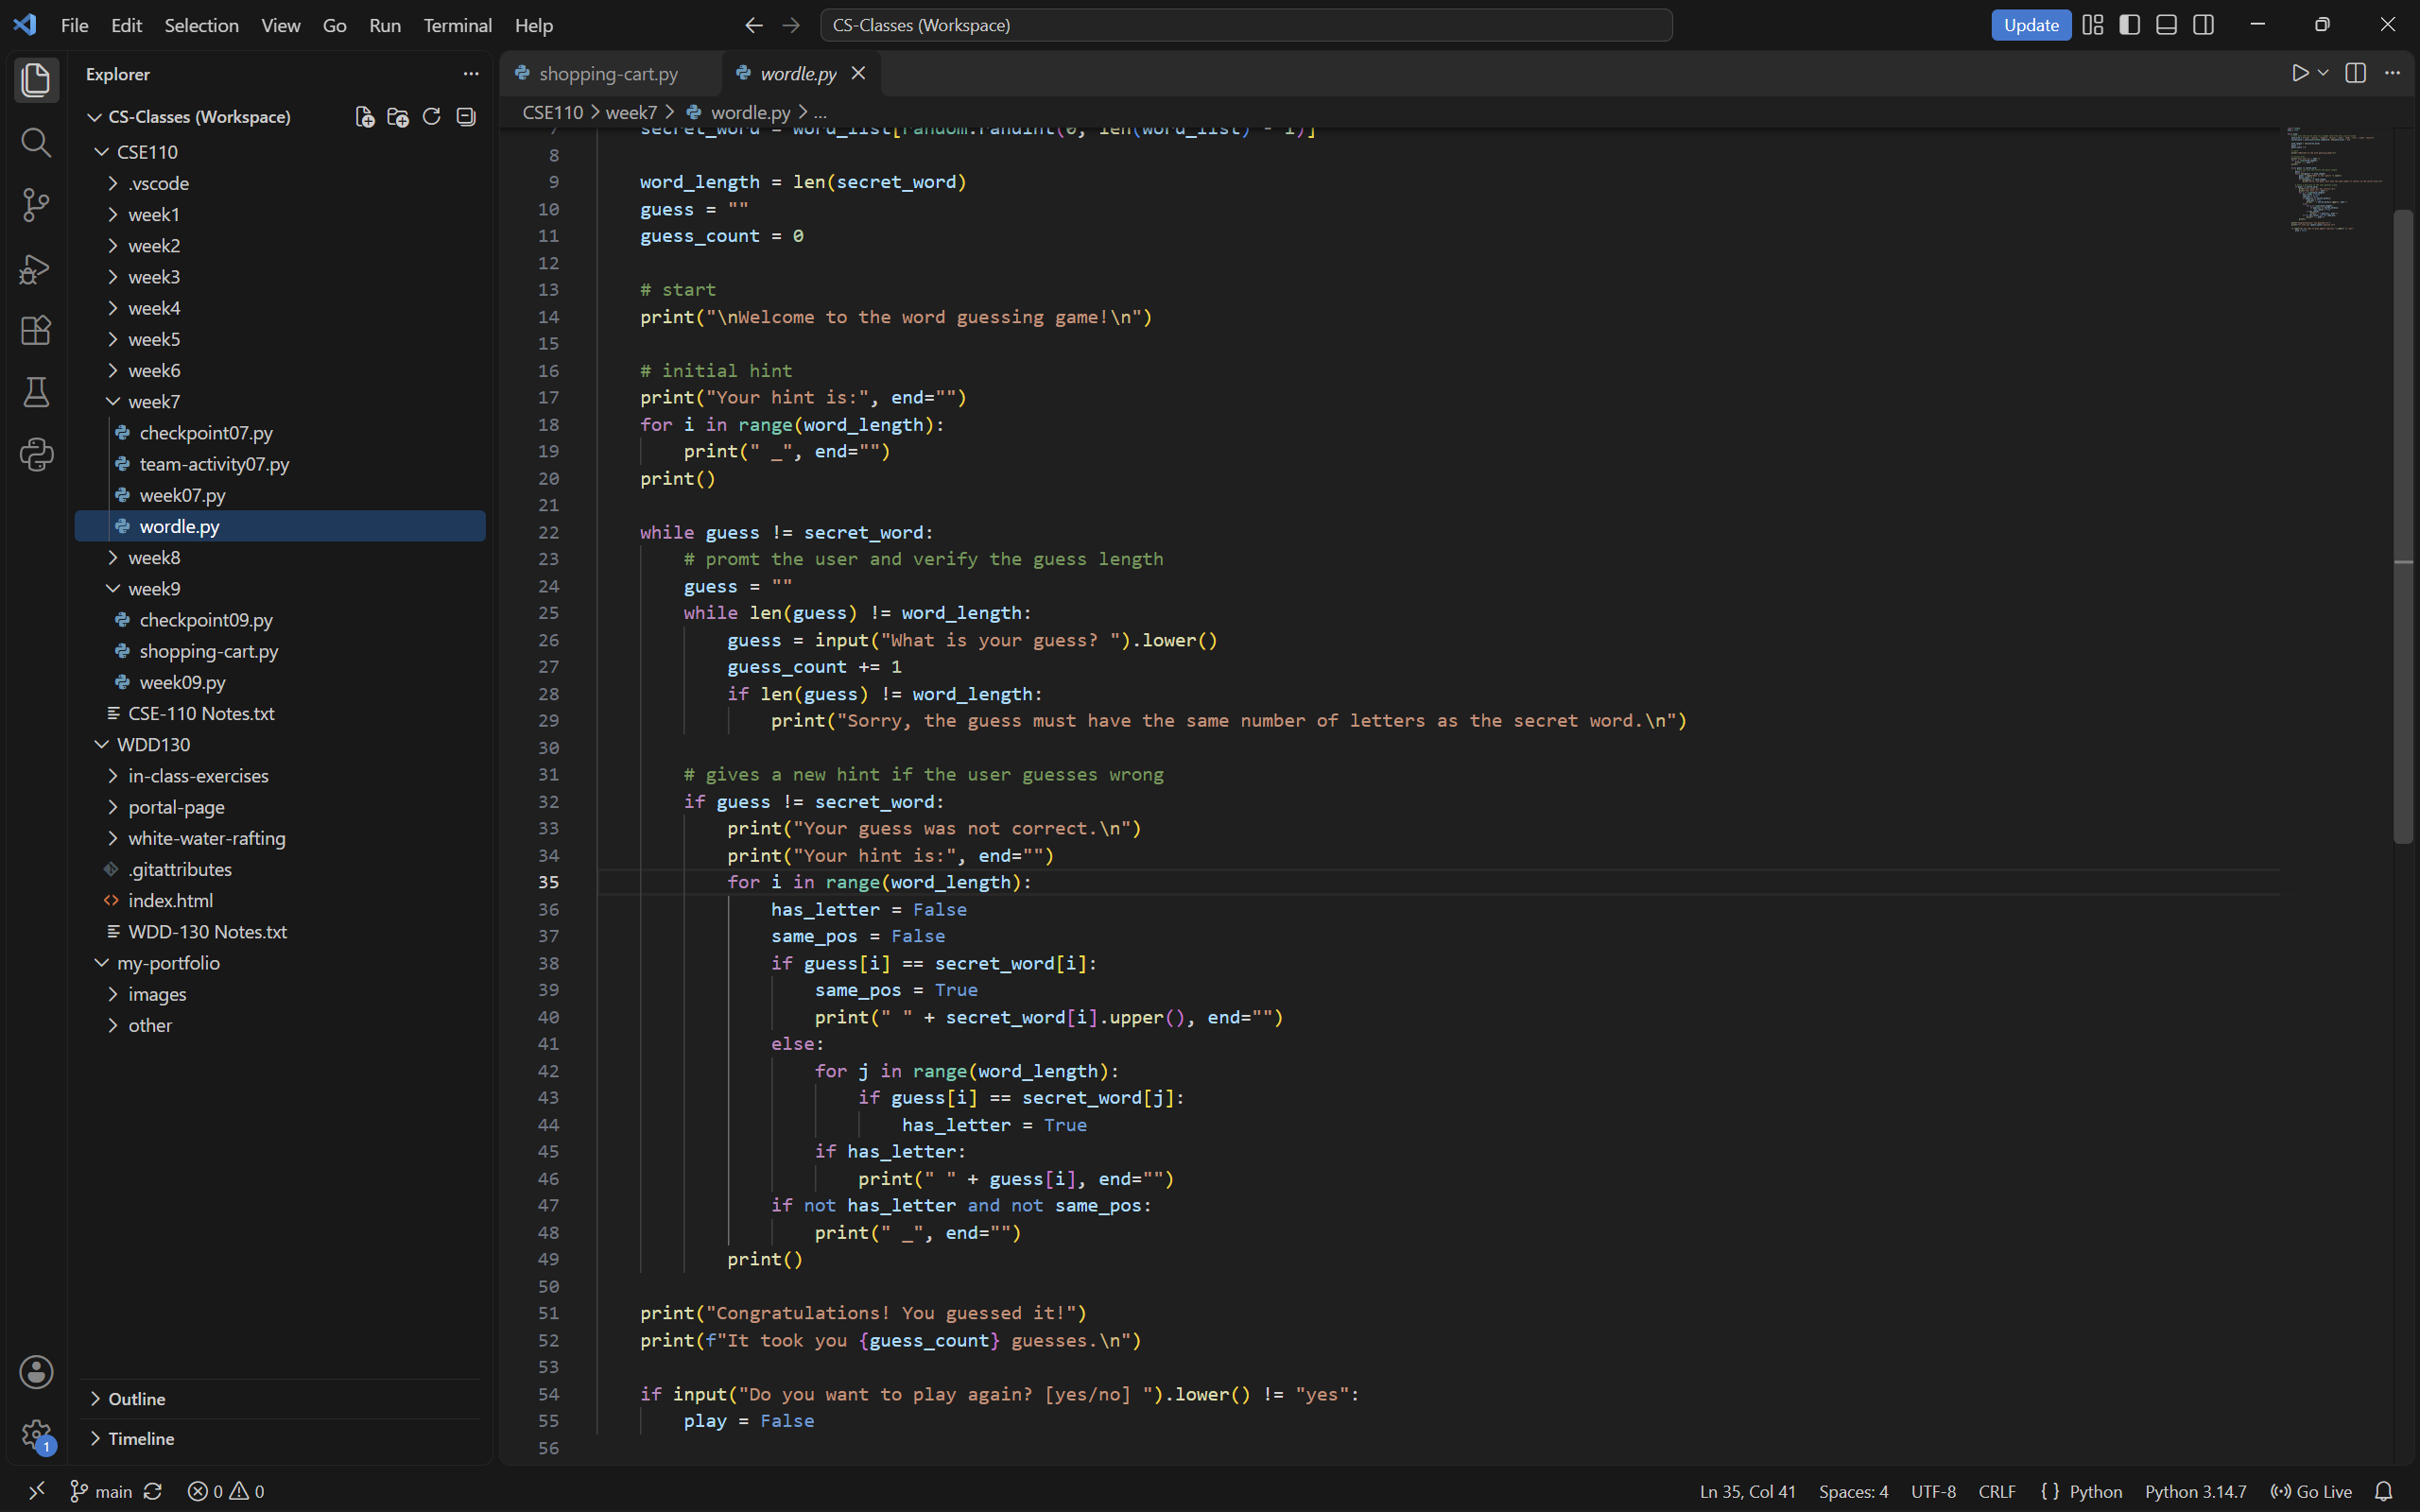 File Edit Selection View Go Run Terminal Help
CS-Classes (Workspace)
Update
Explorer
CS-Classes (Workspace)
CSE110
.vscode
week1
week2
week3
week4
week5
week6
week7
checkpoint07.py
team-activity07.py
week07.py
wordle.py
week8
week9
checkpoint09.py
shopping-cart.py
week09.py
CSE-110 Notes.txt
WDD130
in-class-exercises
portal-page
white-water-rafting
.gitattributes
index.html
WDD-130 Notes.txt
my-portfolio
images
other
Outline
Timeline
1
shopping-cart.py wordle.py
CSE110 > week7 > wordle.py > ...
7 secret_word = word_list[random.randint(0, len(word_list) - 1)]
8
9 word_length = len(secret_word)
10 guess = ""
11 guess_count = 0
12
13 # start
14 print("\nWelcome to the word guessing game!\n")
15
16 # initial hint
17 print("Your hint is:", end="")
18 for i in range(word_length):
19 print(" _", end="")
20 print()
21
22 while guess != secret_word:
23 # promt the user and verify the guess length
24 guess = ""
25 while len(guess) != word_length:
26 guess = input("What is your guess? ").lower()
27 guess_count += 1
28 if len(guess) != word_length:
29 print("Sorry, the guess must have the same number of letters as the secret word.\n")
30
31 # gives a new hint if the user guesses wrong
32 if guess != secret_word:
33 print("Your guess was not correct.\n")
34 print("Your hint is:", end="")
35 for i in range(word_length):
36 has_letter = False
37 same_pos = False
38 if guess[i] == secret_word[i]:
39 same_pos = True
40 print(" " + secret_word[i].upper(), end="")
41 else:
42 for j in range(word_length):
43 if guess[i] == secret_word[j]:
44 has_letter = True
45 if has_letter:
46 print(" " + guess[i], end="")
47 if not has_letter and not same_pos:
48 print(" _", end="")
49 print()
50
51 print("Congratulations! You guessed it!")
52 print(f"It took you {guess_count} guesses.\n")
53
54 if input("Do you want to play again? [yes/no] ").lower() != "yes":
55 play = False
56
main 0 0 Ln 35, Col 41 Spaces: 4 UTF-8 CRLF {} Python Python 3.14.7 Go Live